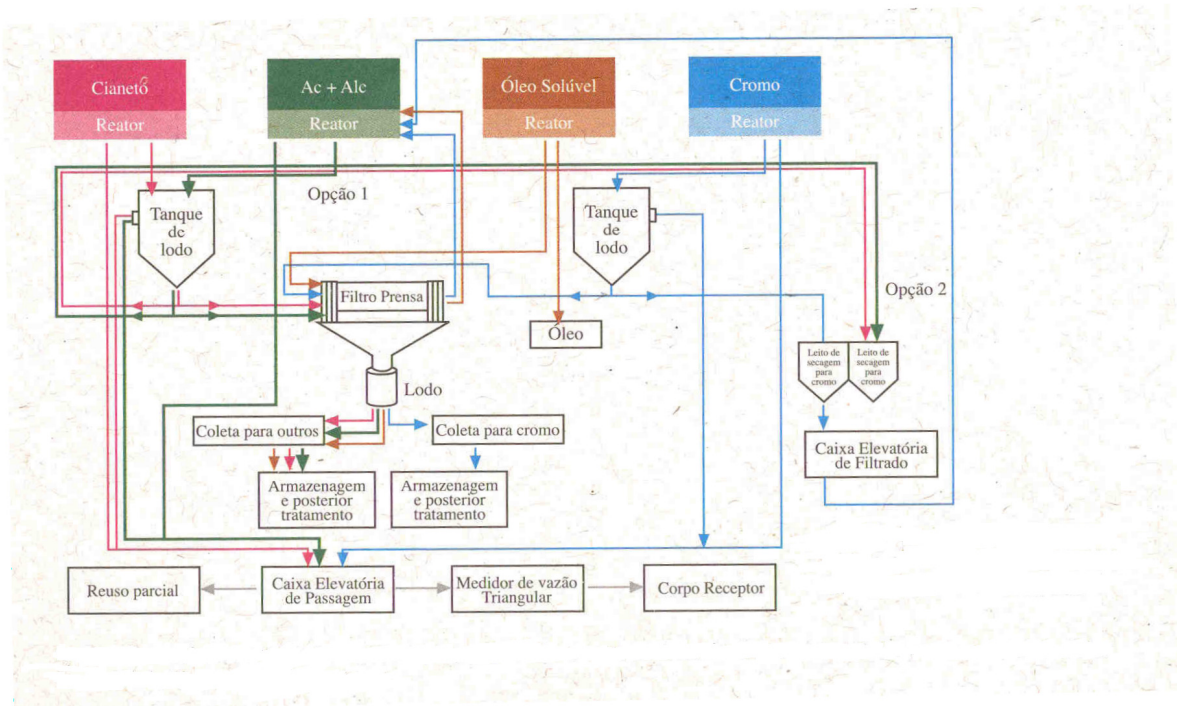 Cianeto
Reator
Ac + Alc
Reator
Óleo Solúvel
Reator
Cromo
Reator
Opção 1
Tanque
de
lodo
Tanque
de
lodo
Filtro Prensa
Opção 2
Óleo
Leito de
secagem
para
cromo
Leito de
secagem
para
cromo
Lodo
Coleta para outros
Coleta para cromo
Caixa Elevatória
de Filtrado
Armazenagem
e posterior
tratamento
Armazenagem
e posterior
tratamento
Reuso parcial
Caixa Elevatória
de Passagem
Medidor de vazão
Triangular
Corpo Receptor